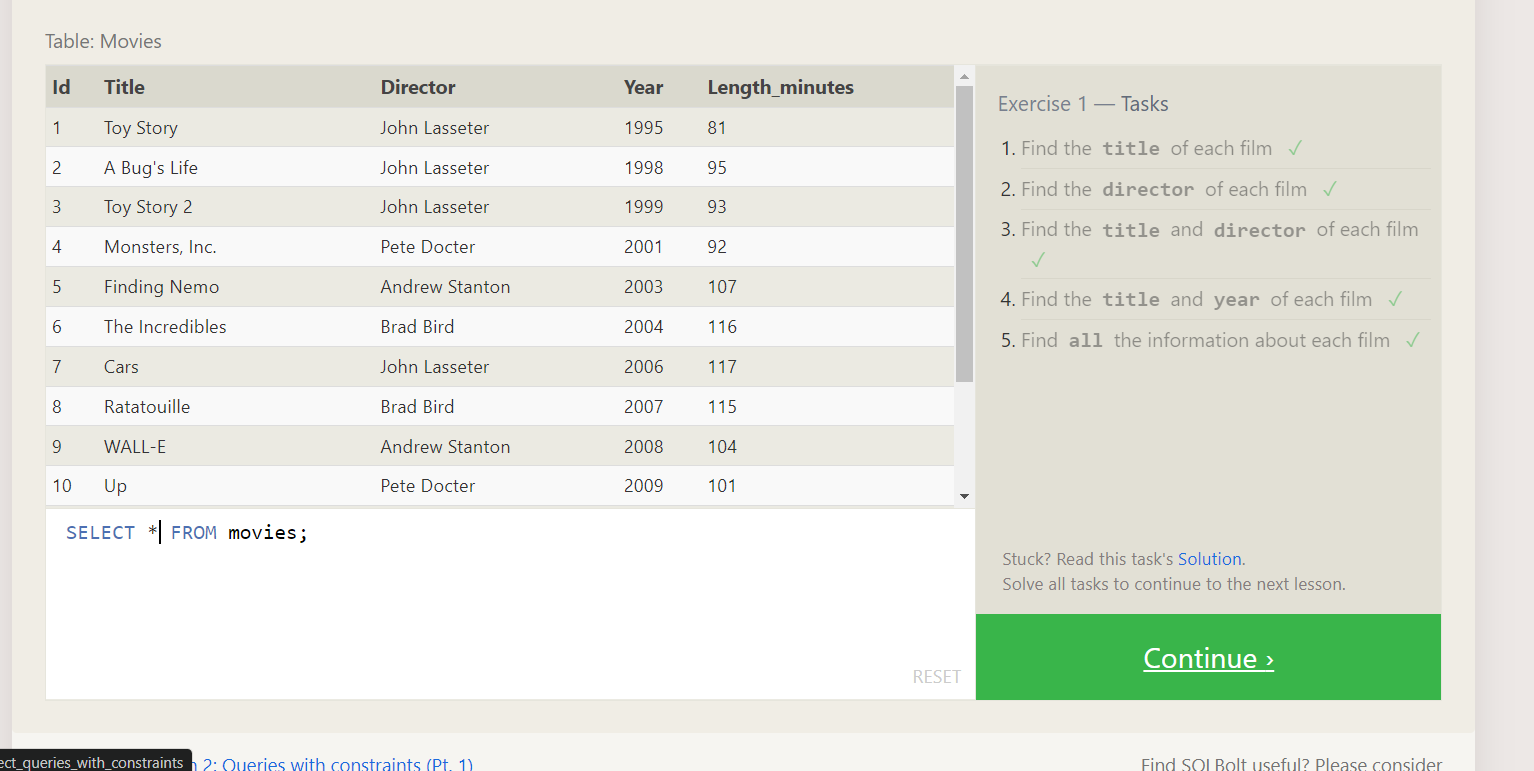 Table: Movies
Id Title Director Year Length_minutes
1 Toy Story John Lasseter 1995 81
2 A Bug's Life John Lasseter 1998 95
3 Toy Story 2 John Lasseter 1999 93
4 Monsters, Inc. Pete Docter 2001 92
5 Finding Nemo Andrew Stanton 2003 107
6 The Incredibles Brad Bird 2004 116
7 Cars John Lasseter 2006 117
8 Ratatouille Brad Bird 2007 115
9 WALL-E Andrew Stanton 2008 104
10 Up Pete Docter 2009 101
SELECT * FROM movies;
RESET
Exercise 1 — Tasks
1. Find the title of each film ✓
2. Find the director of each film ✓
3. Find the title and director of each film
✓
4. Find the title and year of each film ✓
5. Find all the information about each film ✓
Stuck? Read this task's Solution.
Solve all tasks to continue to the next lesson.
Continue ›
ect_queries_with_constraints
2: Queries with constraints (Pt. 1)
Find SQLBolt useful? Please consider